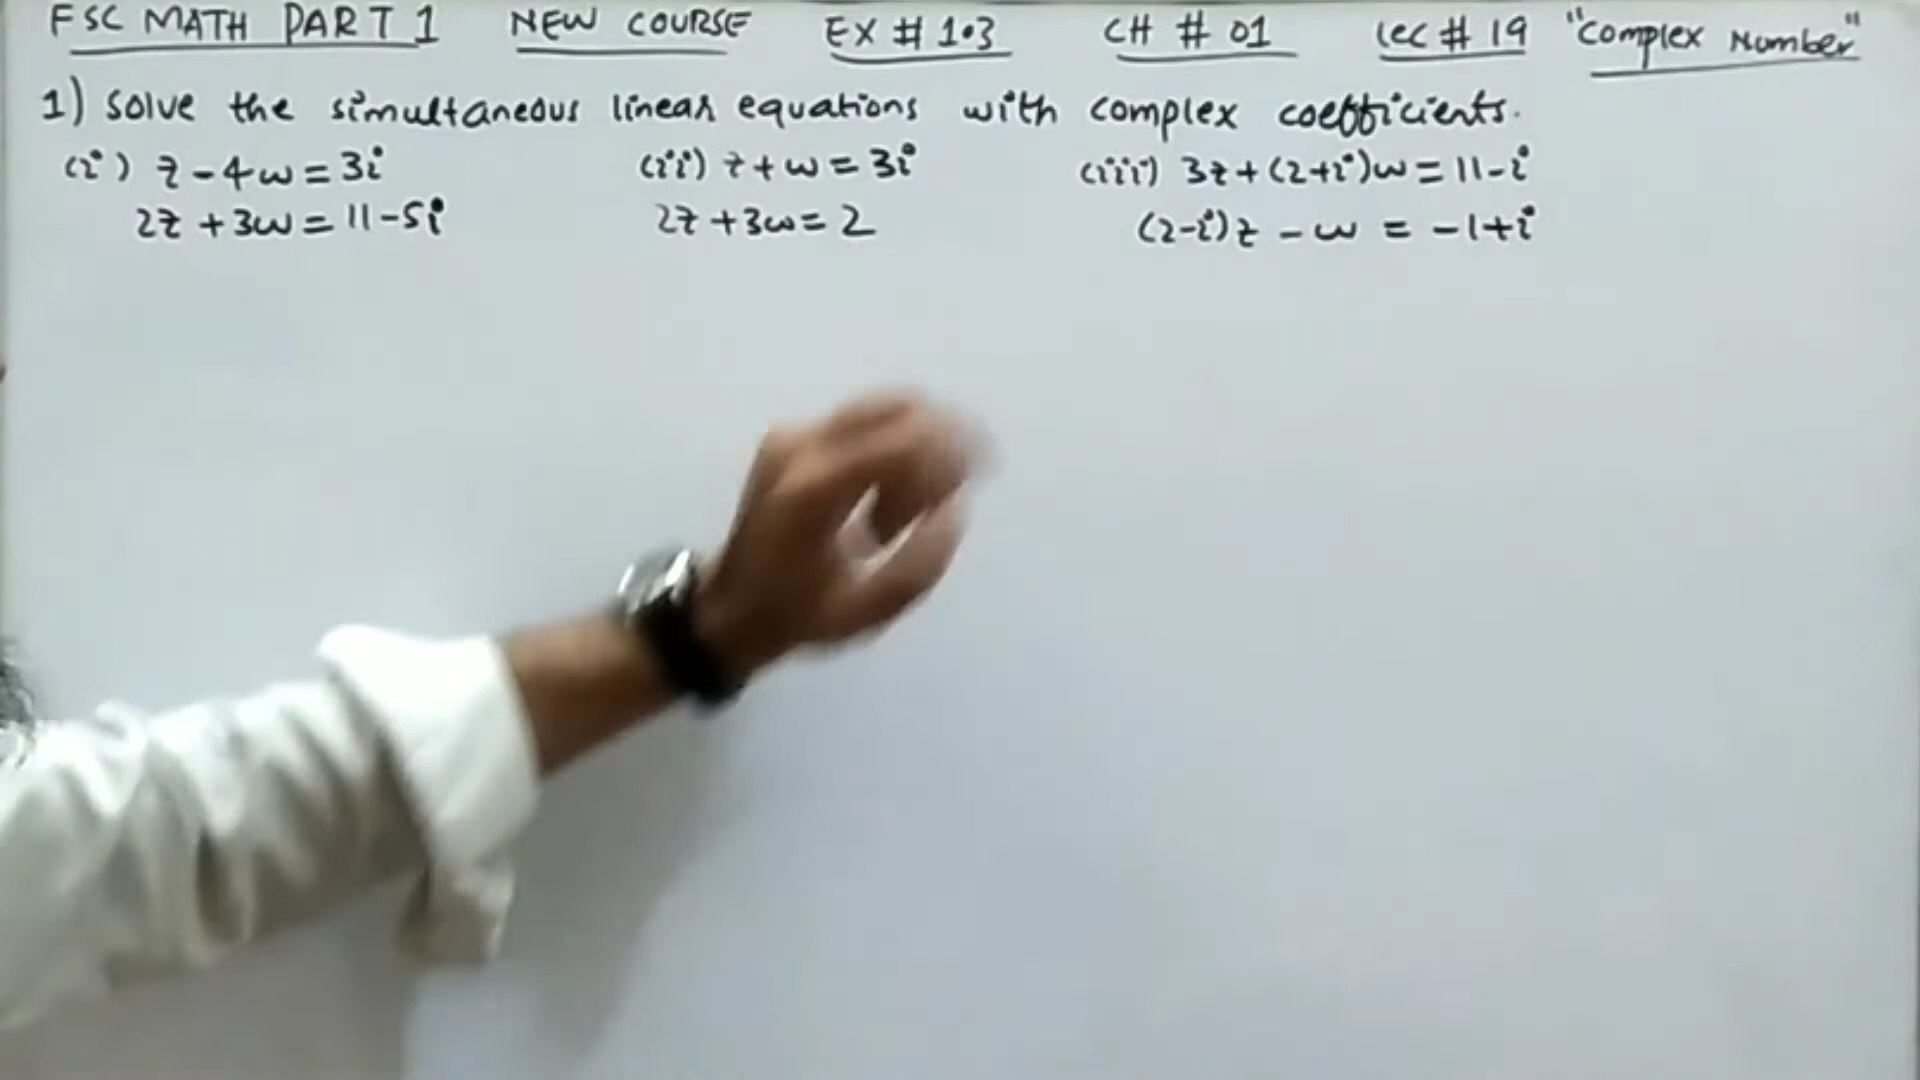 FSC MATH PART 1 NEW COURSE EX # 1.3 CH # 01 Lec # 19 "Complex Number"
1) Solve the simultaneous linear equations with complex coefficients.
(i) z - 4w = 3i (ii) z + w = 3i (iii) 3z + (2+i)w = 11-i
2z + 3w = 11-5i 2z + 3w = 2 (2-i)z - w = -1+i